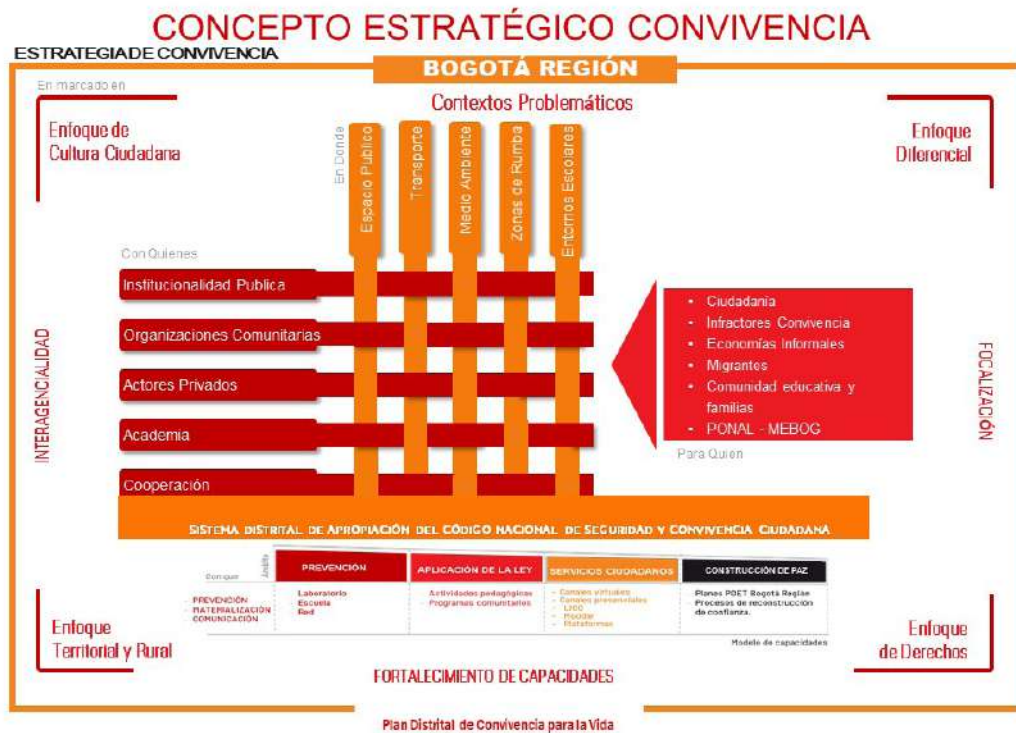 CONCEPTO ESTRATÉGICO CONVIVENCIA
ESTRATEGIA DE CONVIVENCIA
BOGOTÁ REGIÓN
En marcado en
Contextos Problemáticos
Enfoque de
Cultura Ciudadana
Enfoque
Diferencial
En Donde
Espacio Publico
Transporte
Medio Ambiente
Zonas de Rumba
Entornos Escolares
Con Quienes
Institucionalidad Publica
Organizaciones Comunitarias
Actores Privados
Academia
Cooperación
INTERAGENCIALIDAD
• Ciudadanía
• Infractores Convivencia
• Economías Informales
• Migrantes
• Comunidad educativa y
familias
• PONAL - MEBOG
Para Quien
FOCALIZACIÓN
SISTEMA DISTRITAL DE APROPIACIÓN DEL CÓDIGO NACIONAL DE SEGURIDAD Y CONVIVENCIA CIUDADANA
Con que
PREVENCIÓN
APLICACIÓN DE LA LEY
SERVICIOS CIUDADANOS
CONSTRUCCIÓN DE PAZ
- PREVENCIÓN
- MATERIALIZACIÓN
COMUNICACIÓN
Laboratorio
Escuela
Red
- Actividades pedagógicas
- Programas comunitarios
- Canales virtuales
- Canales presenciales
- Plataformas
Planes PDET Bogotá Región
Procesos de reconstrucción
de confianza.
Modelo de capacidades
Enfoque
Territorial y Rural
Enfoque
de Derechos
FORTALECIMIENTO DE CAPACIDADES
Plan Distrital de Convivencia para la Vida